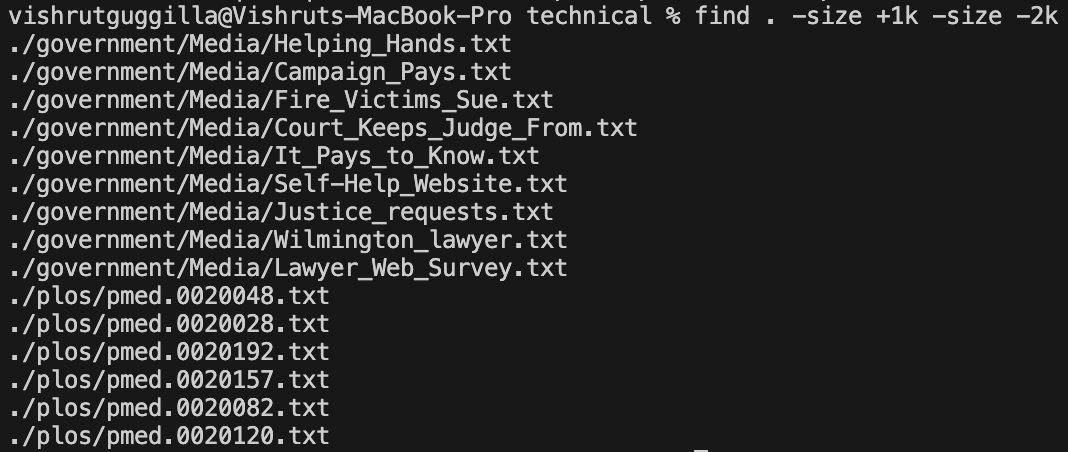 vishrutguggilla@Vishruts-MacBook-Pro technical % find . -size +1k -size -2k
./government/Media/Helping_Hands.txt
./government/Media/Campaign_Pays.txt
./government/Media/Fire_Victims_Sue.txt
./government/Media/Court_Keeps_Judge_From.txt
./government/Media/It_Pays_to_Know.txt
./government/Media/Self-Help_Website.txt
./government/Media/Justice_requests.txt
./government/Media/Wilmington_lawyer.txt
./government/Media/Lawyer_Web_Survey.txt
./plos/pmed.0020048.txt
./plos/pmed.0020028.txt
./plos/pmed.0020192.txt
./plos/pmed.0020157.txt
./plos/pmed.0020082.txt
./plos/pmed.0020120.txt